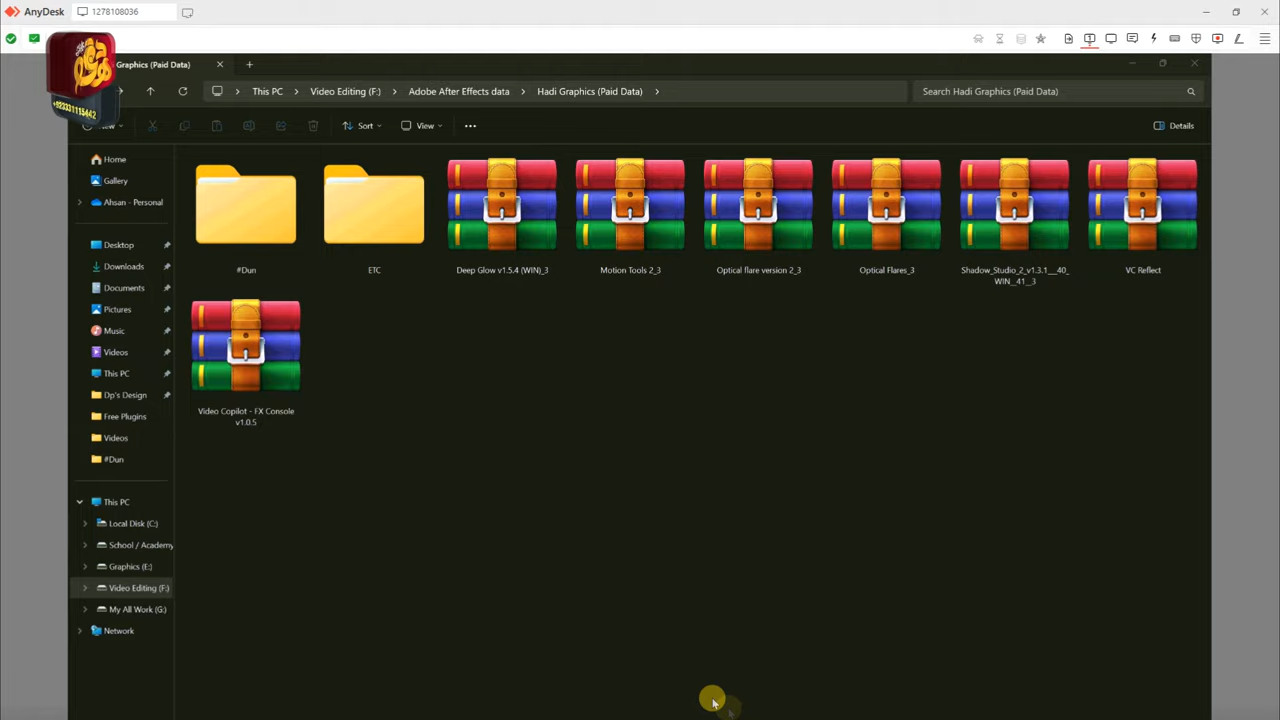 AnyDesk
1278108036
Hadi Graphics (Paid Data)
This PC
Video Editing (F:)
Adobe After Effects data
Hadi Graphics (Paid Data)
Search Hadi Graphics (Paid Data)
Sort
View
Details
Home
Gallery
Ahsan - Personal
Desktop
Downloads
Documents
Pictures
Music
Videos
This PC
Dp's Design
Free Plugins
Videos
#Dun
This PC
Local Disk (C:)
School / Academy
Graphics (E:)
Video Editing (F:)
My All Work (G:)
Network
#Dun
ETC
Deep Glow v1.5.4 (WIN)_3
Motion Tools 2_3
Optical flare version 2_3
Optical Flares_3
Shadow_Studio_2_v1.3.1__40_
WIN__41__3
VC Reflect
Video Copilot - FX Console
v1.0.5